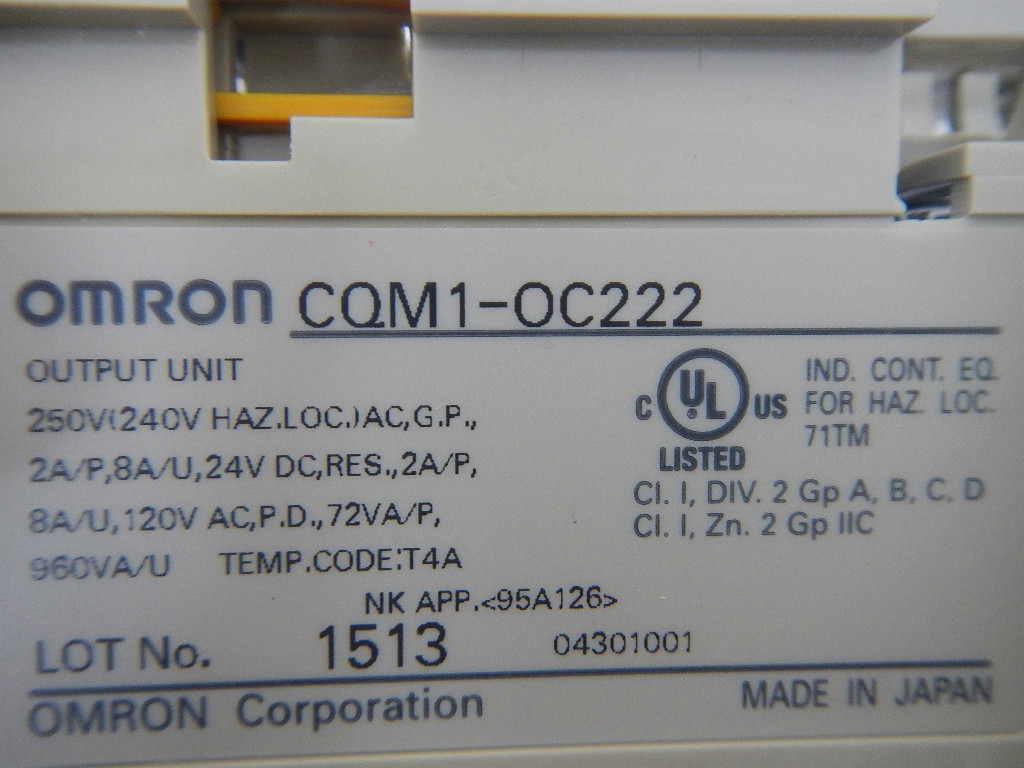 OMRON CQM1-OC222
OUTPUT UNIT
250V(240V HAZ.LOC.)AC,G.P.,
2A/P,8A/U,24V DC,RES.,2A/P,
8A/U,120V AC,P.D.,72VA/P,
960VA/U TEMP.CODE:T4A
C UL US
LISTED
IND. CONT. EQ.
FOR HAZ. LOC.
71TM
Cl. I, DIV. 2 Gp A, B, C, D
Cl. I, Zn. 2 Gp IIC
NK APP.<95A126>
LOT No. 1513 04301001
OMRON Corporation MADE IN JAPAN